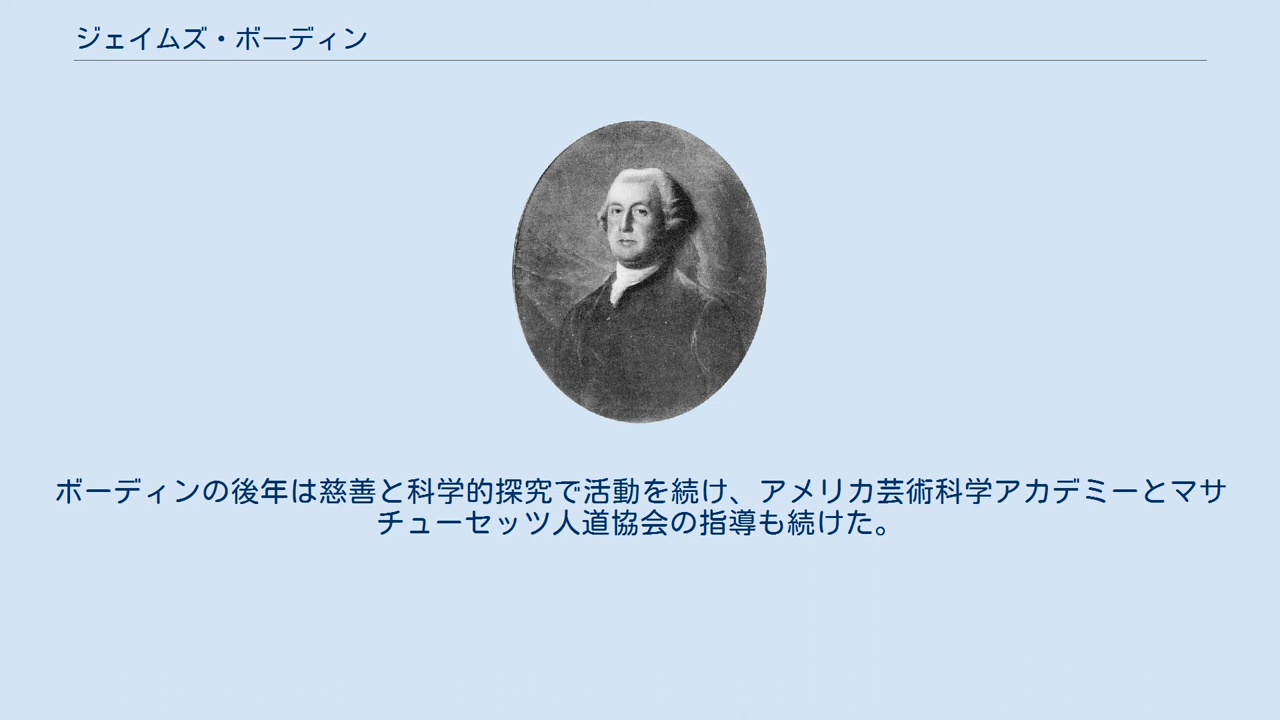 ジェイムズ・ボーディン
ボーディンの後年は慈善と科学的探究で活動を続け、アメリカ芸術科学アカデミーとマサ
チューセッツ人道協会の指導も続けた。